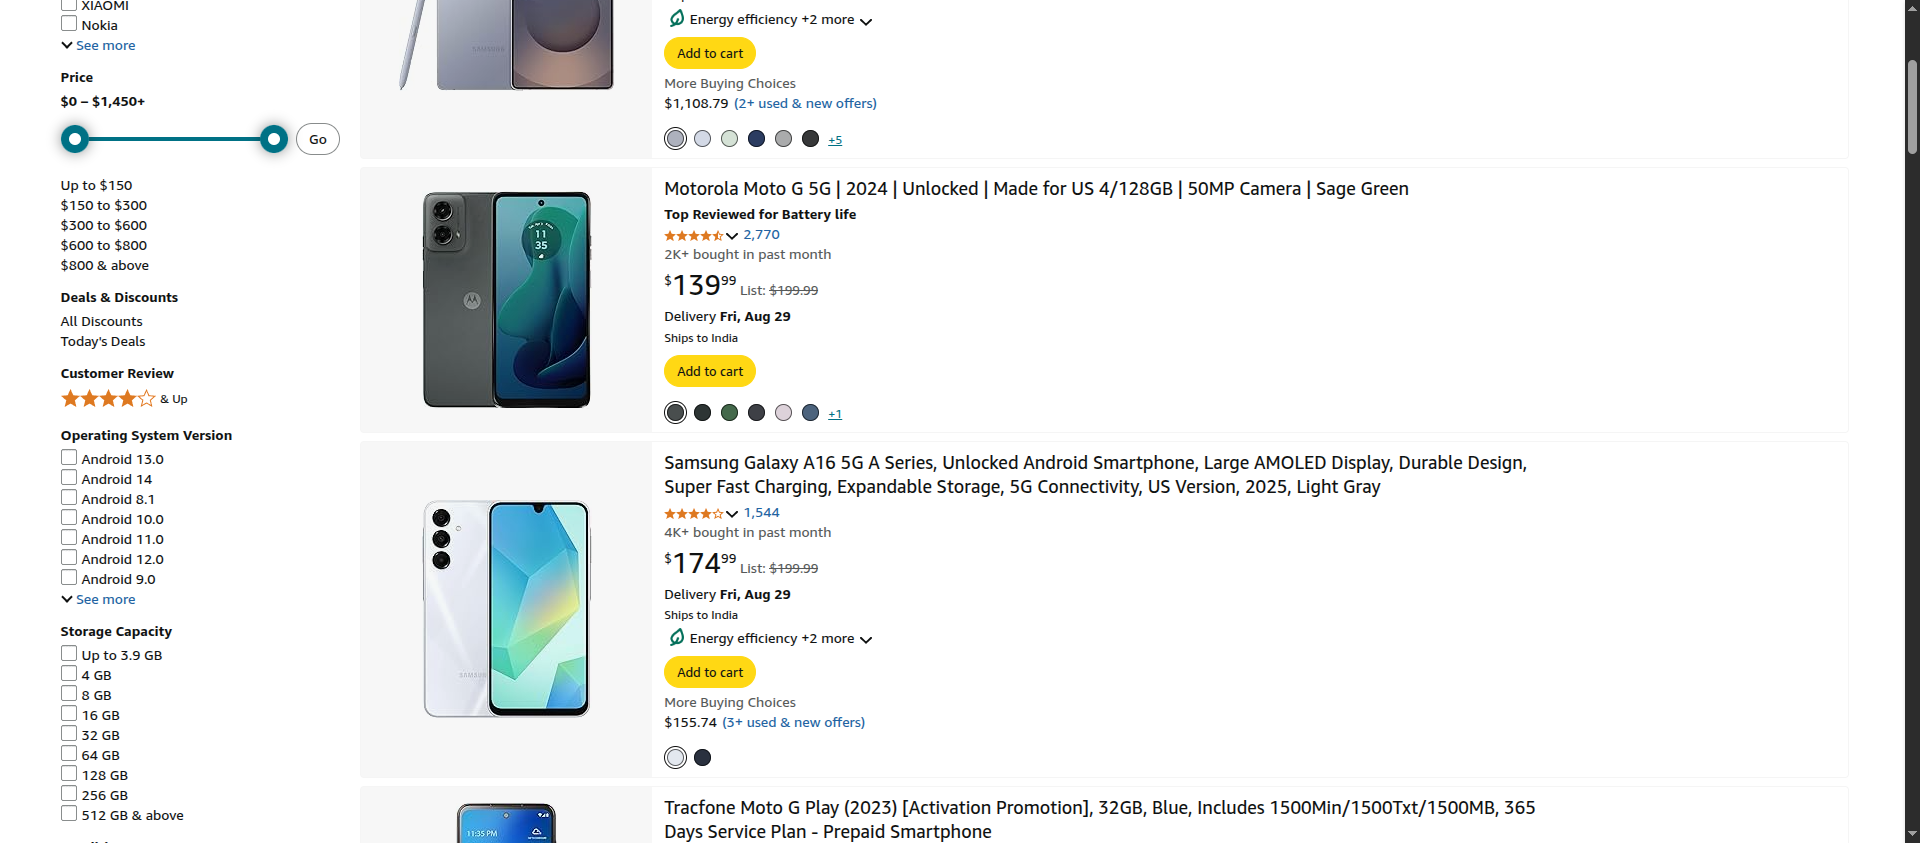 XIAOMI
Nokia
See more
Price
$0 – $1,450+
Go
Up to $150
$150 to $300
$300 to $600
$600 to $800
$800 & above
Deals & Discounts
All Discounts
Today's Deals
Customer Review
& Up
Operating System Version
Android 13.0
Android 14
Android 8.1
Android 10.0
Android 11.0
Android 12.0
Android 9.0
See more
Storage Capacity
Up to 3.9 GB
4 GB
8 GB
16 GB
32 GB
64 GB
128 GB
256 GB
512 GB & above
SAMSUNG
Energy efficiency +2 more
Add to cart
More Buying Choices
$1,108.79 (2+ used & new offers)
+5
11
35
Motorola Moto G 5G | 2024 | Unlocked | Made for US 4/128GB | 50MP Camera | Sage Green
Top Reviewed for Battery life
2,770
2K+ bought in past month
$139.99 List: $199.99
Delivery Fri, Aug 29
Ships to India
Add to cart
+1
SAMSUNG
Samsung Galaxy A16 5G A Series, Unlocked Android Smartphone, Large AMOLED Display, Durable Design,
Super Fast Charging, Expandable Storage, 5G Connectivity, US Version, 2025, Light Gray
1,544
4K+ bought in past month
$174.99 List: $199.99
Delivery Fri, Aug 29
Ships to India
Energy efficiency +2 more
Add to cart
More Buying Choices
$155.74 (3+ used & new offers)
11:35 PM
Tracfone Moto G Play (2023) [Activation Promotion], 32GB, Blue, Includes 1500Min/1500Txt/1500MB, 365
Days Service Plan - Prepaid Smartphone